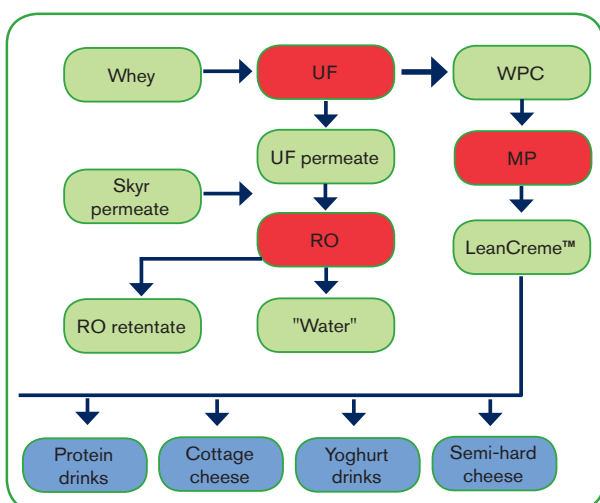 Whey
UF
WPC
UF permeate
MP
Skyr
permeate
RO
LeanCreme™
RO retentate
"Water"
Protein
drinks
Cottage
cheese
Yoghurt
drinks
Semi-hard
cheese